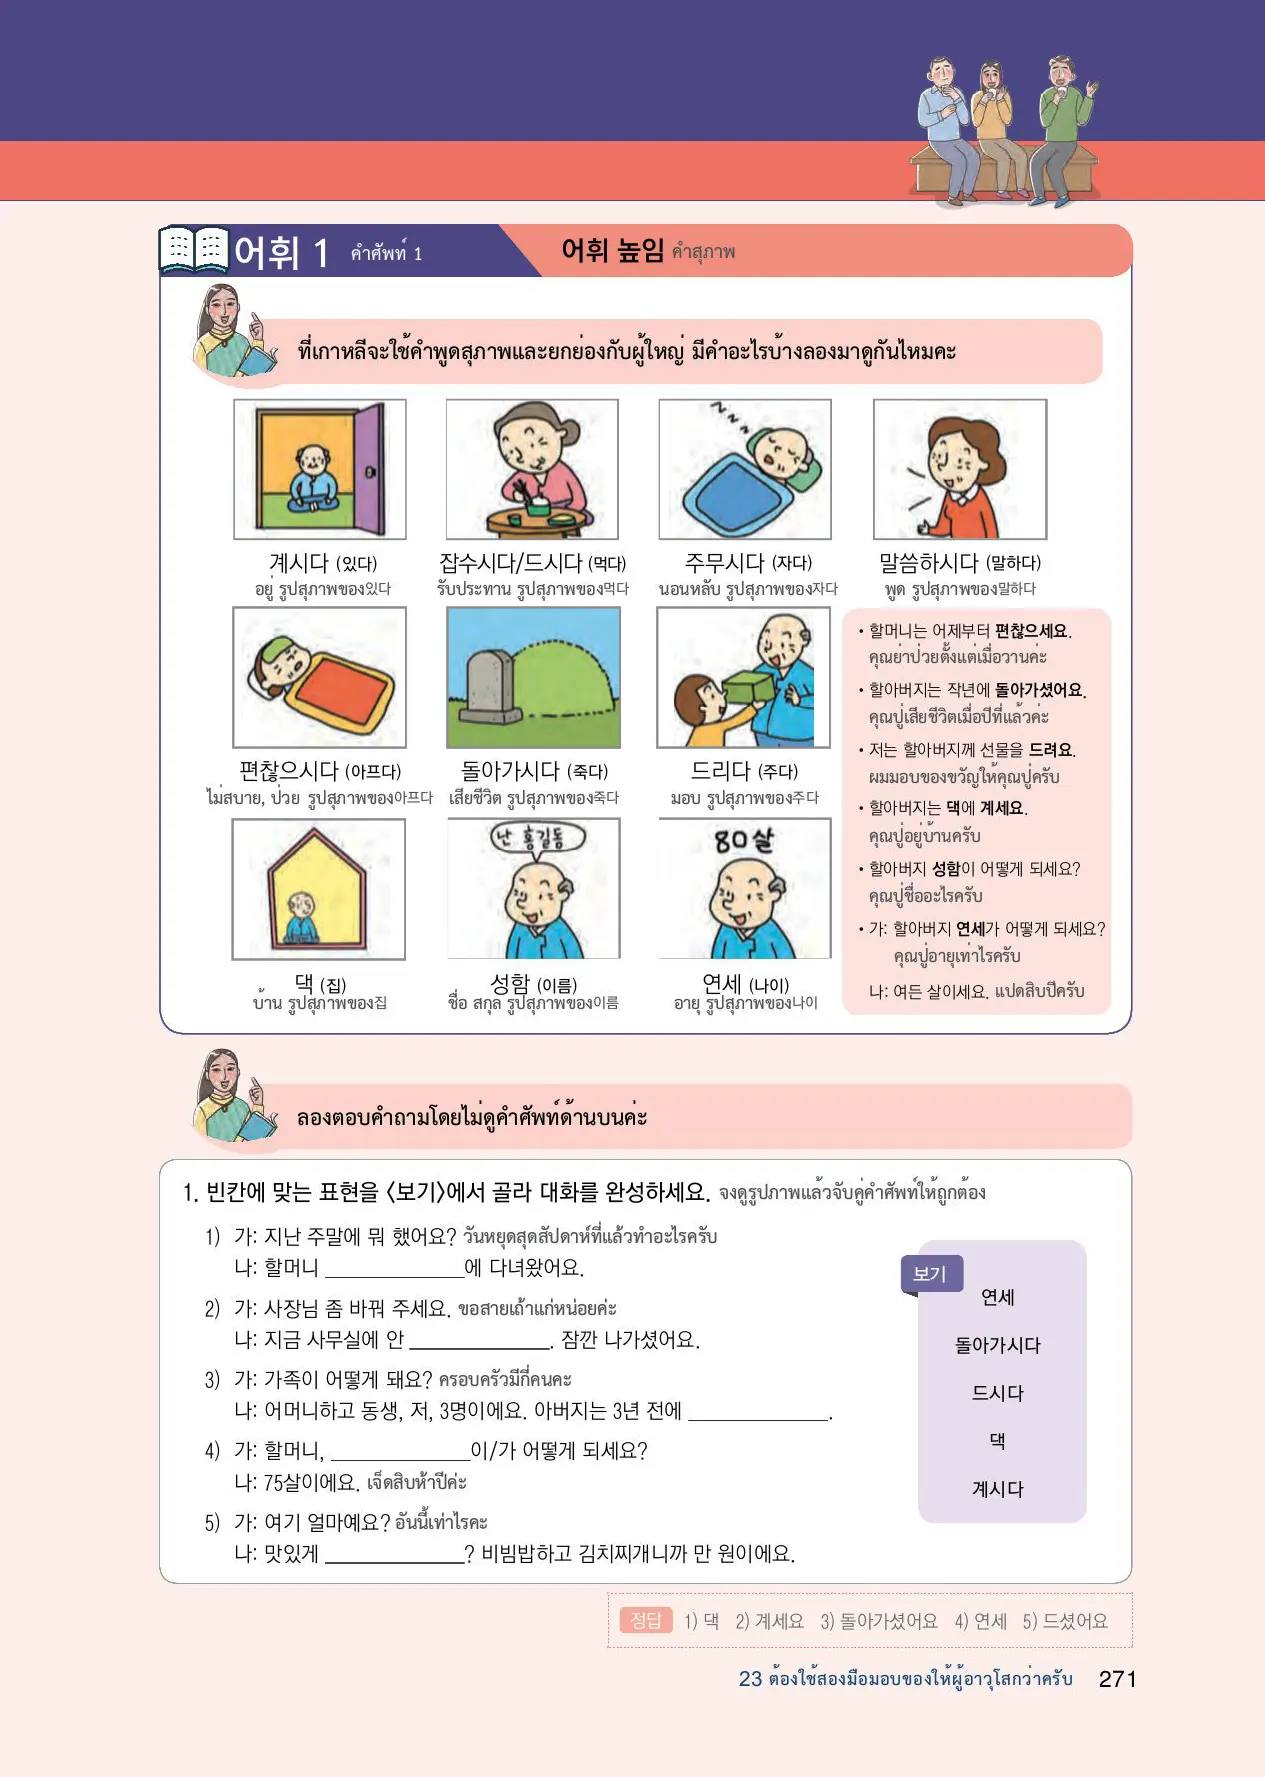 어휘 1 คำศัพท์ 1
어휘 높임 คำสุภาพ
ที่เกาหลีจะใช้คำพูดสุภาพและยกย่องกับผู้ใหญ่ มีคำอะไรบ้างลองมาดูกันไหมคะ
계시다 (있다)
อยู่ รูปสุภาพของ있다
잡수시다/드시다 (먹다)
รับประทาน รูปสุภาพของ먹다
주무시다 (자다)
นอนหลับ รูปสุภาพของ자다
말씀하시다 (말하다)
พูด รูปสุภาพของ말하다
편찮으시다 (아프다)
ไม่สบาย, ป่วย รูปสุภาพของ아프다
돌아가시다 (죽다)
เสียชีวิต รูปสุภาพของ죽다
드리다 (주다)
มอบ รูปสุภาพของ주다
댁 (집)
บ้าน รูปสุภาพของ집
난 홍길동
성함 (이름)
ชื่อ สกุล รูปสุภาพของ이름
80살
연세 (나이)
อายุ รูปสุภาพของ나이
• 할머니는 어제부터 편찮으세요.
คุณย่าป่วยตั้งแต่เมื่อวานค่ะ
• 할아버지는 작년에 돌아가셨어요.
คุณปู่เสียชีวิตเมื่อปีที่แล้วค่ะ
• 저는 할아버지께 선물을 드려요.
ผมมอบของขวัญให้คุณปู่ครับ
• 할아버지는 댁에 계세요.
คุณปู่อยู่บ้านครับ
• 할아버지 성함이 어떻게 되세요?
คุณปู่ชื่ออะไรครับ
• 가: 할아버지 연세가 어떻게 되세요?
คุณปู่อายุเท่าไรครับ
나: 여든 살이세요. แปดสิบปีครับ
ลองตอบคำถามโดยไม่ดูคำศัพท์ด้านบนค่ะ
1. 빈칸에 맞는 표현을 〈보기〉에서 골라 대화를 완성하세요. จงดูรูปภาพแล้วจับคู่คำศัพท์ให้ถูกต้อง
1) 가: 지난 주말에 뭐 했어요? วันหยุดสุดสัปดาห์ที่แล้วทำอะไรครับ
나: 할머니 ______________에 다녀왔어요.
2) 가: 사장님 좀 바꿔 주세요. ขอสายเถ้าแก่หน่อยค่ะ
나: 지금 사무실에 안 ______________. 잠깐 나가셨어요.
3) 가: 가족이 어떻게 돼요? ครอบครัวมีกี่คนคะ
나: 어머니하고 동생, 저, 3명이에요. 아버지는 3년 전에 ______________.
4) 가: 할머니, ______________이/가 어떻게 되세요?
나: 75살이에요. เจ็ดสิบห้าปีค่ะ
5) 가: 여기 얼마예요? อันนี้เท่าไรคะ
나: 맛있게 ______________? 비빔밥하고 김치찌개니까 만 원이에요.
보기
연세
돌아가시다
드시다
댁
계시다
정답 1) 댁 2) 계세요 3) 돌아가셨어요 4) 연세 5) 드셨어요
23 ต้องใช้สองมือมอบของให้ผู้อาวุโสกว่าครับ 271